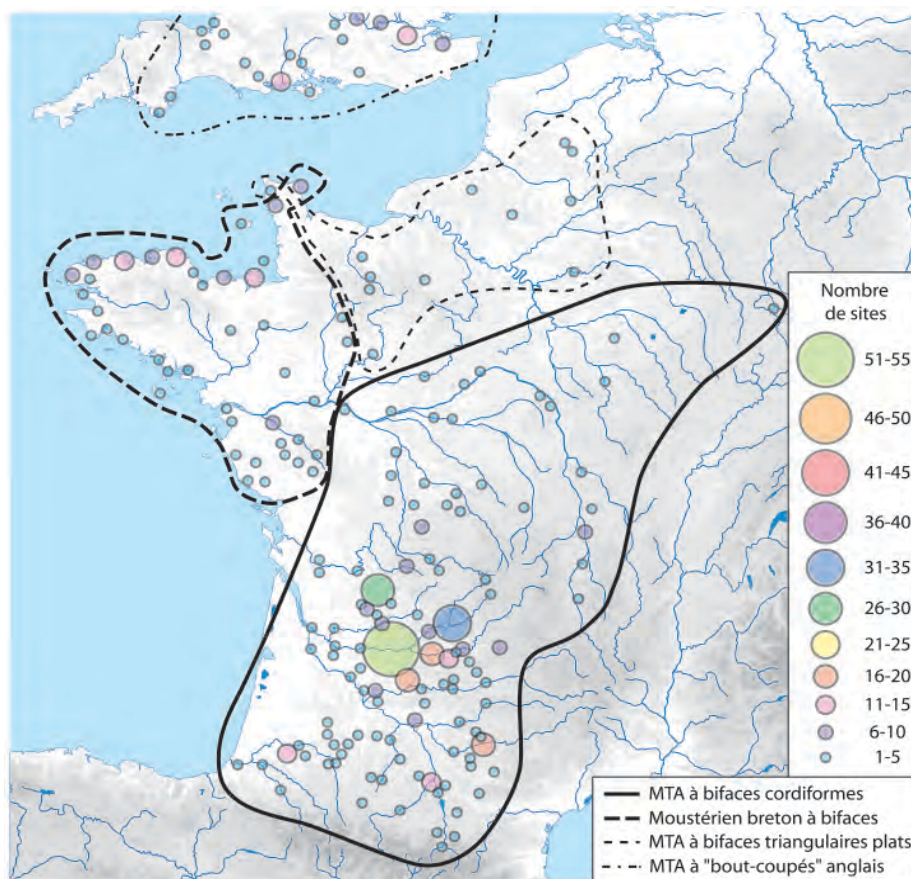 Nombre
de sites
51-55
46-50
41-45
36-40
31-35
26-30
21-25
16-20
11-15
6-10
1-5
MTA à bifaces cordiformes
Moustérien breton à bifaces
MTA à bifaces triangulaires plats
MTA à "bout-coupés" anglais